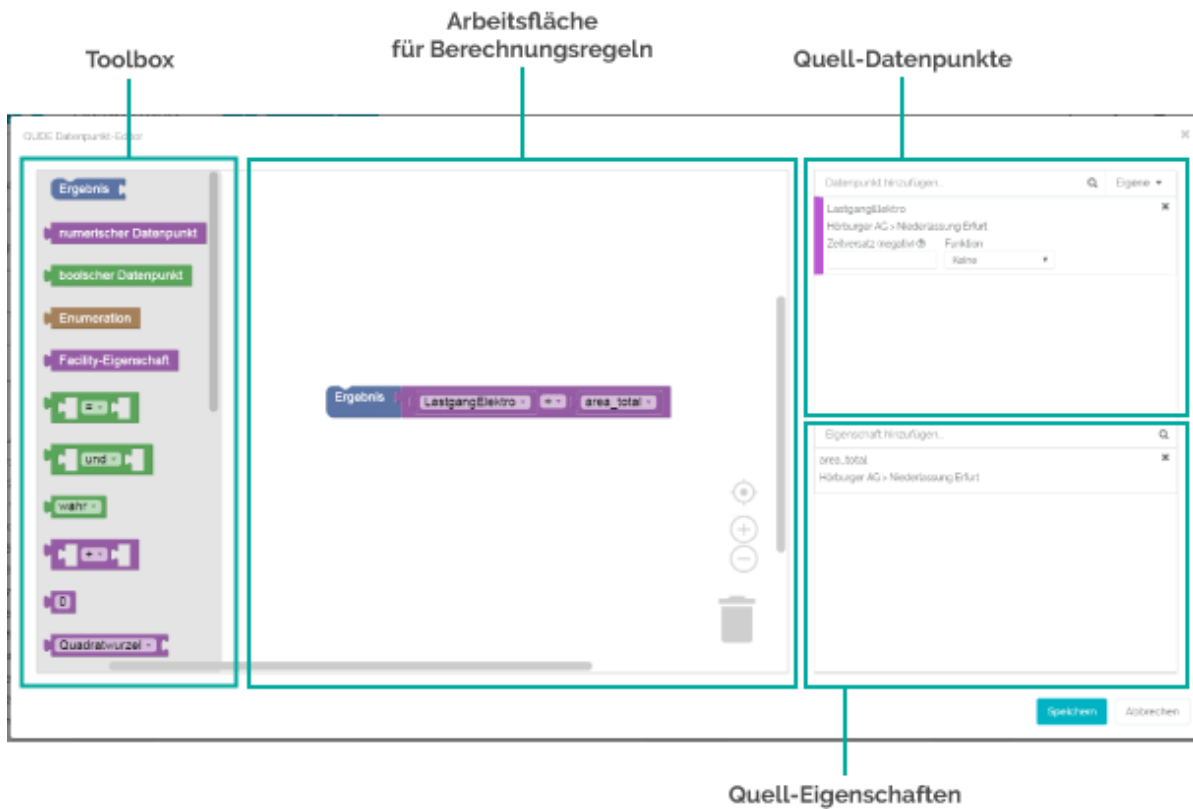 Arbeitsfläche
für Berechnungsregeln
Toolbox
Quell-Datenpunkte
QUDE Datenpunkt-Editor
Ergebnis
numerischer Datenpunkt
boolscher Datenpunkt
Enumeration
Facility-Eigenschaft
=
und
wahr
+
0
Quadratwurzel
Ergebnis LastgangElektro ÷ area_total
Datenpunkt hinzufügen...
Eigene
LastgangElektro
Hörburger AG > Niederlassung Erfurt
Zeitversatz (negativ) Funktion
Keine
Eigenschaft hinzufügen...
area_total
Hörburger AG > Niederlassung Erfurt
Speichern Abbrechen
Quell-Eigenschaften